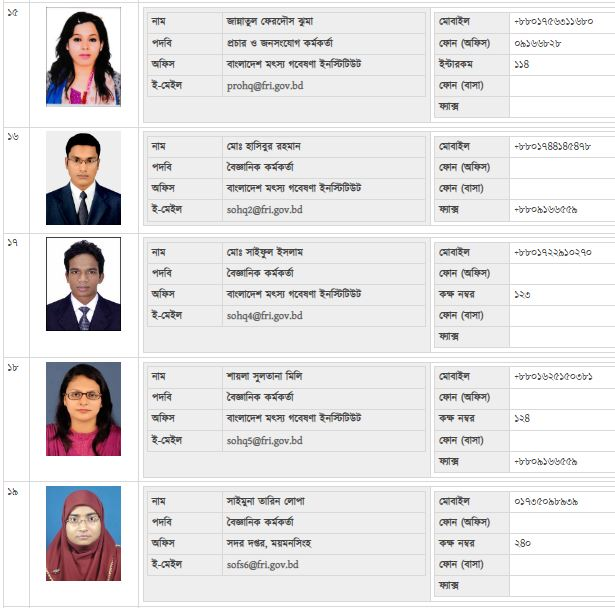 ১৫
নাম জান্নাতুল ফেরদৌস ঝুমা মোবাইল +৮৮০১৭৫৬৩১১৬৮০
পদবি প্রচার ও জনসংযোগ কর্মকর্তা ফোন (অফিস) ০৯১৬৬৮২৮
অফিস বাংলাদেশ মৎস্য গবেষণা ইনস্টিটিউট ইন্টারকম ১১৪
ই-মেইল prohq@fri.gov.bd ফোন (বাসা)
ফ্যাক্স
১৬
নাম মোঃ হাসিবুর রহমান মোবাইল +৮৮০১৭৪৪১৪৫৪৭৮
পদবি বৈজ্ঞানিক কর্মকর্তা ফোন (অফিস)
অফিস বাংলাদেশ মৎস্য গবেষণা ইনস্টিটিউট ফোন (বাসা)
ই-মেইল sohq2@fri.gov.bd ফ্যাক্স +৮৮০৯১৬৬৫৫৯
১৭
নাম মোঃ সাইফুল ইসলাম মোবাইল +৮৮০১৭২২৯১০২৭০
পদবি বৈজ্ঞানিক কর্মকর্তা ফোন (অফিস)
অফিস বাংলাদেশ মৎস্য গবেষণা ইনস্টিটিউট কক্ষ নম্বর ১২৩
ই-মেইল sohq4@fri.gov.bd ফোন (বাসা)
ফ্যাক্স
১৮
নাম শায়লা সুলতানা মিলি মোবাইল +৮৮০১৬২৫১৫০৩৮১
পদবি বৈজ্ঞানিক কর্মকর্তা ফোন (অফিস)
অফিস বাংলাদেশ মৎস্য গবেষণা ইনস্টিটিউট কক্ষ নম্বর ১২৪
ই-মেইল sohq5@fri.gov.bd ফোন (বাসা)
ফ্যাক্স +৮৮০৯১৬৬৫৫৯
১৯
নাম সাইমুনা তারিন লোপা মোবাইল ০১৭৩৫০৯৮৯৩৯
পদবি বৈজ্ঞানিক কর্মকর্তা ফোন (অফিস)
অফিস সদর দপ্তর, ময়মনসিংহ কক্ষ নম্বর ২৪০
ই-মেইল sofs6@fri.gov.bd ফোন (বাসা)
ফ্যাক্স